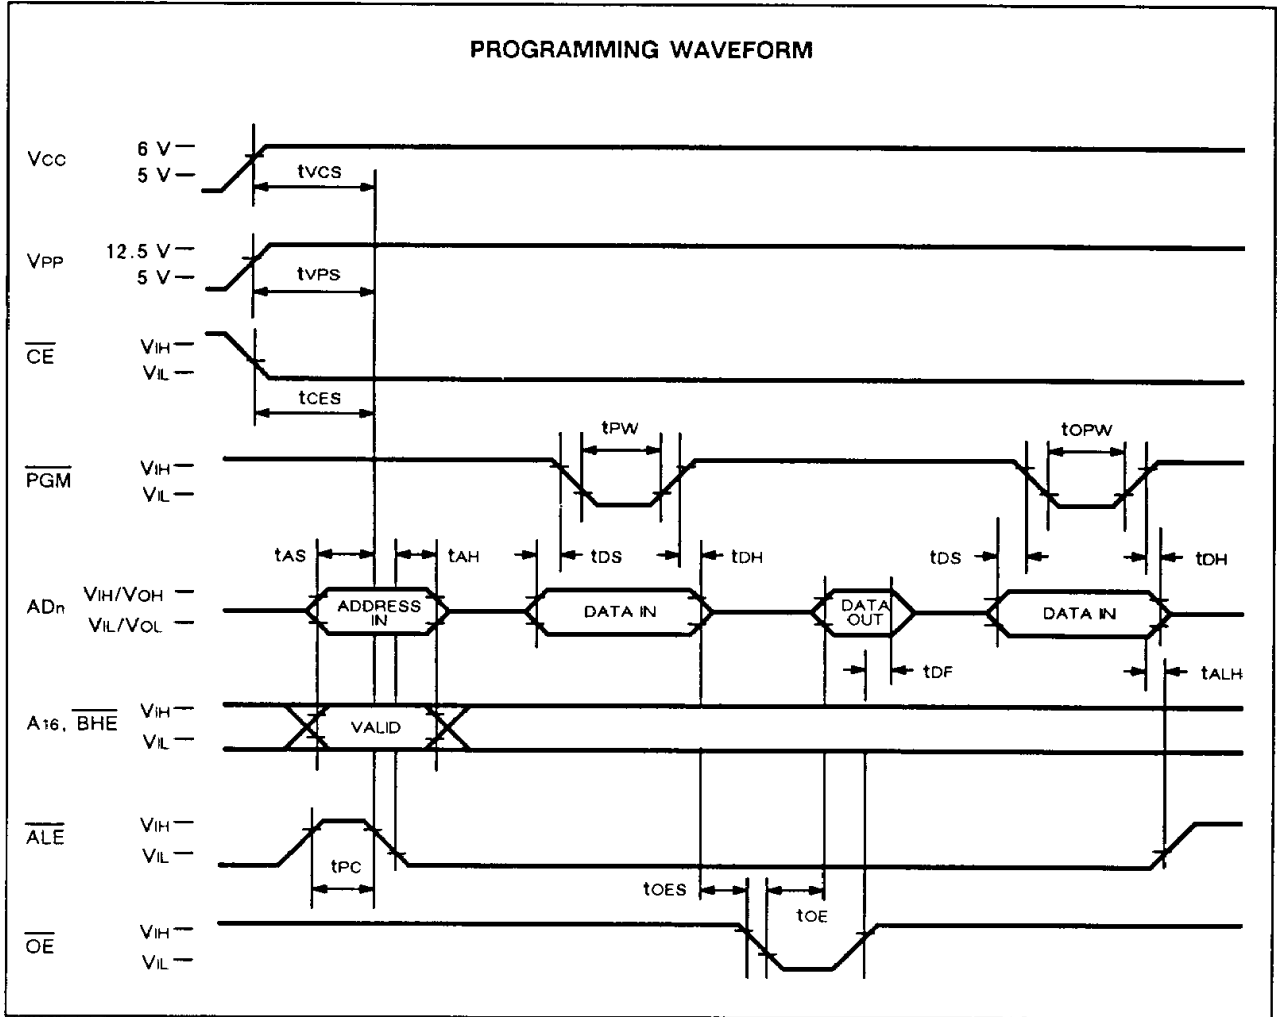 PROGRAMMING WAVEFORM
VCC 6 V
5 V
tVCS
VPP 12.5 V
5 V
tVPS
CE VIH
VIL
tCES
PGM VIH
VIL
tPW tOPW
tAS tAH tDS tDH tDS tDH
ADn VIH/VOH
VIL/VOL
ADDRESS IN
DATA IN
DATA OUT
DATA IN
tDF tALH
A16, BHE VIH
VIL
VALID
ALE VIH
VIL
tPC
tOES tOE
OE VIH
VIL